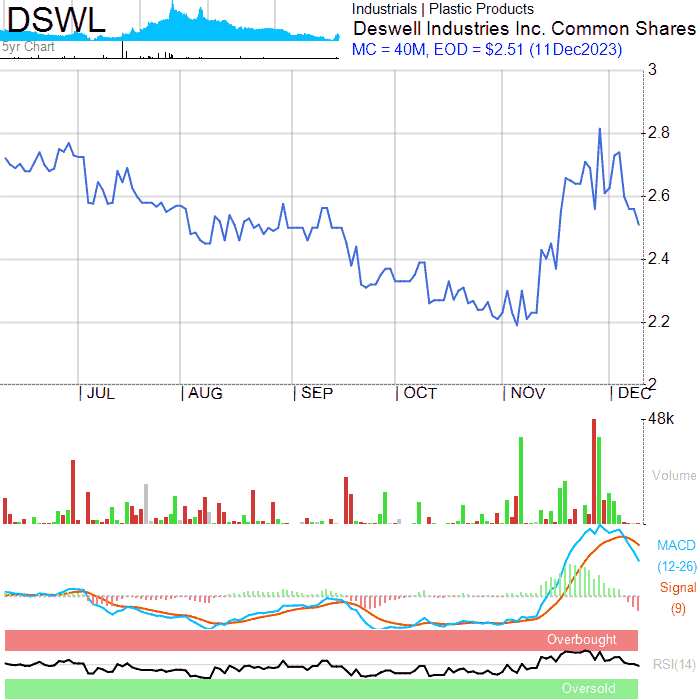 DSWL
5yr Chart
Industrials | Plastic Products
Deswell Industries Inc. Common Shares
MC = 40M, EOD = $2.51 (11Dec2023)
3
2.8
2.6
2.4
2.2
2
JUL
AUG
SEP
OCT
NOV
DEC
48k
Volume
MACD
(12-26)
Signal
(9)
Overbought
RSI(14)
Oversold